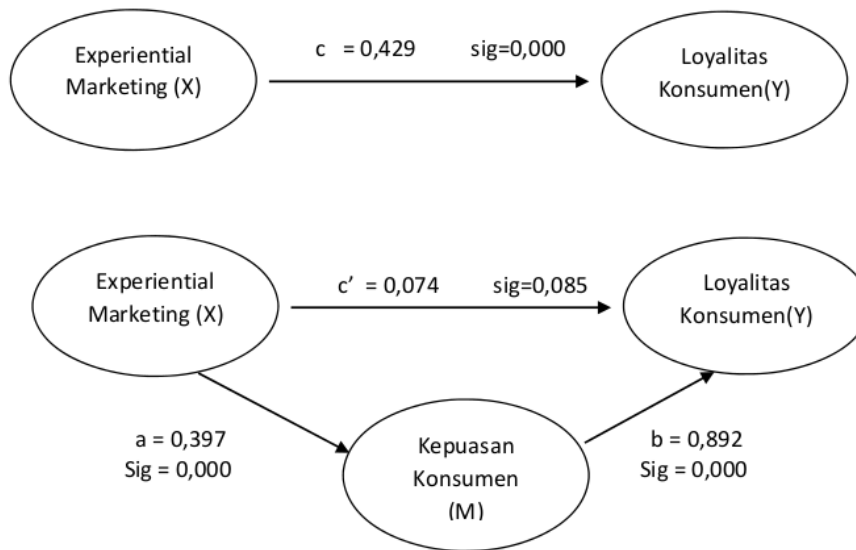 Experiential
Marketing (X)
c = 0,429 sig=0,000
Loyalitas
Konsumen(Y)
Experiential
Marketing (X)
c’ = 0,074 sig=0,085
Loyalitas
Konsumen(Y)
a = 0,397
Sig = 0,000
Kepuasan
Konsumen
(M)
b = 0,892
Sig = 0,000